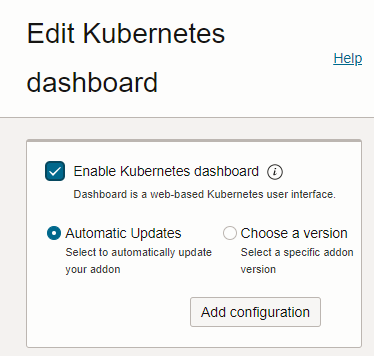 Edit Kubernetes
dashboard
Help
Enable Kubernetes dashboard i
Dashboard is a web-based Kubernetes user interface.
Automatic Updates
Select to automatically update
your addon
Choose a version
Select a specific addon
version
Add configuration